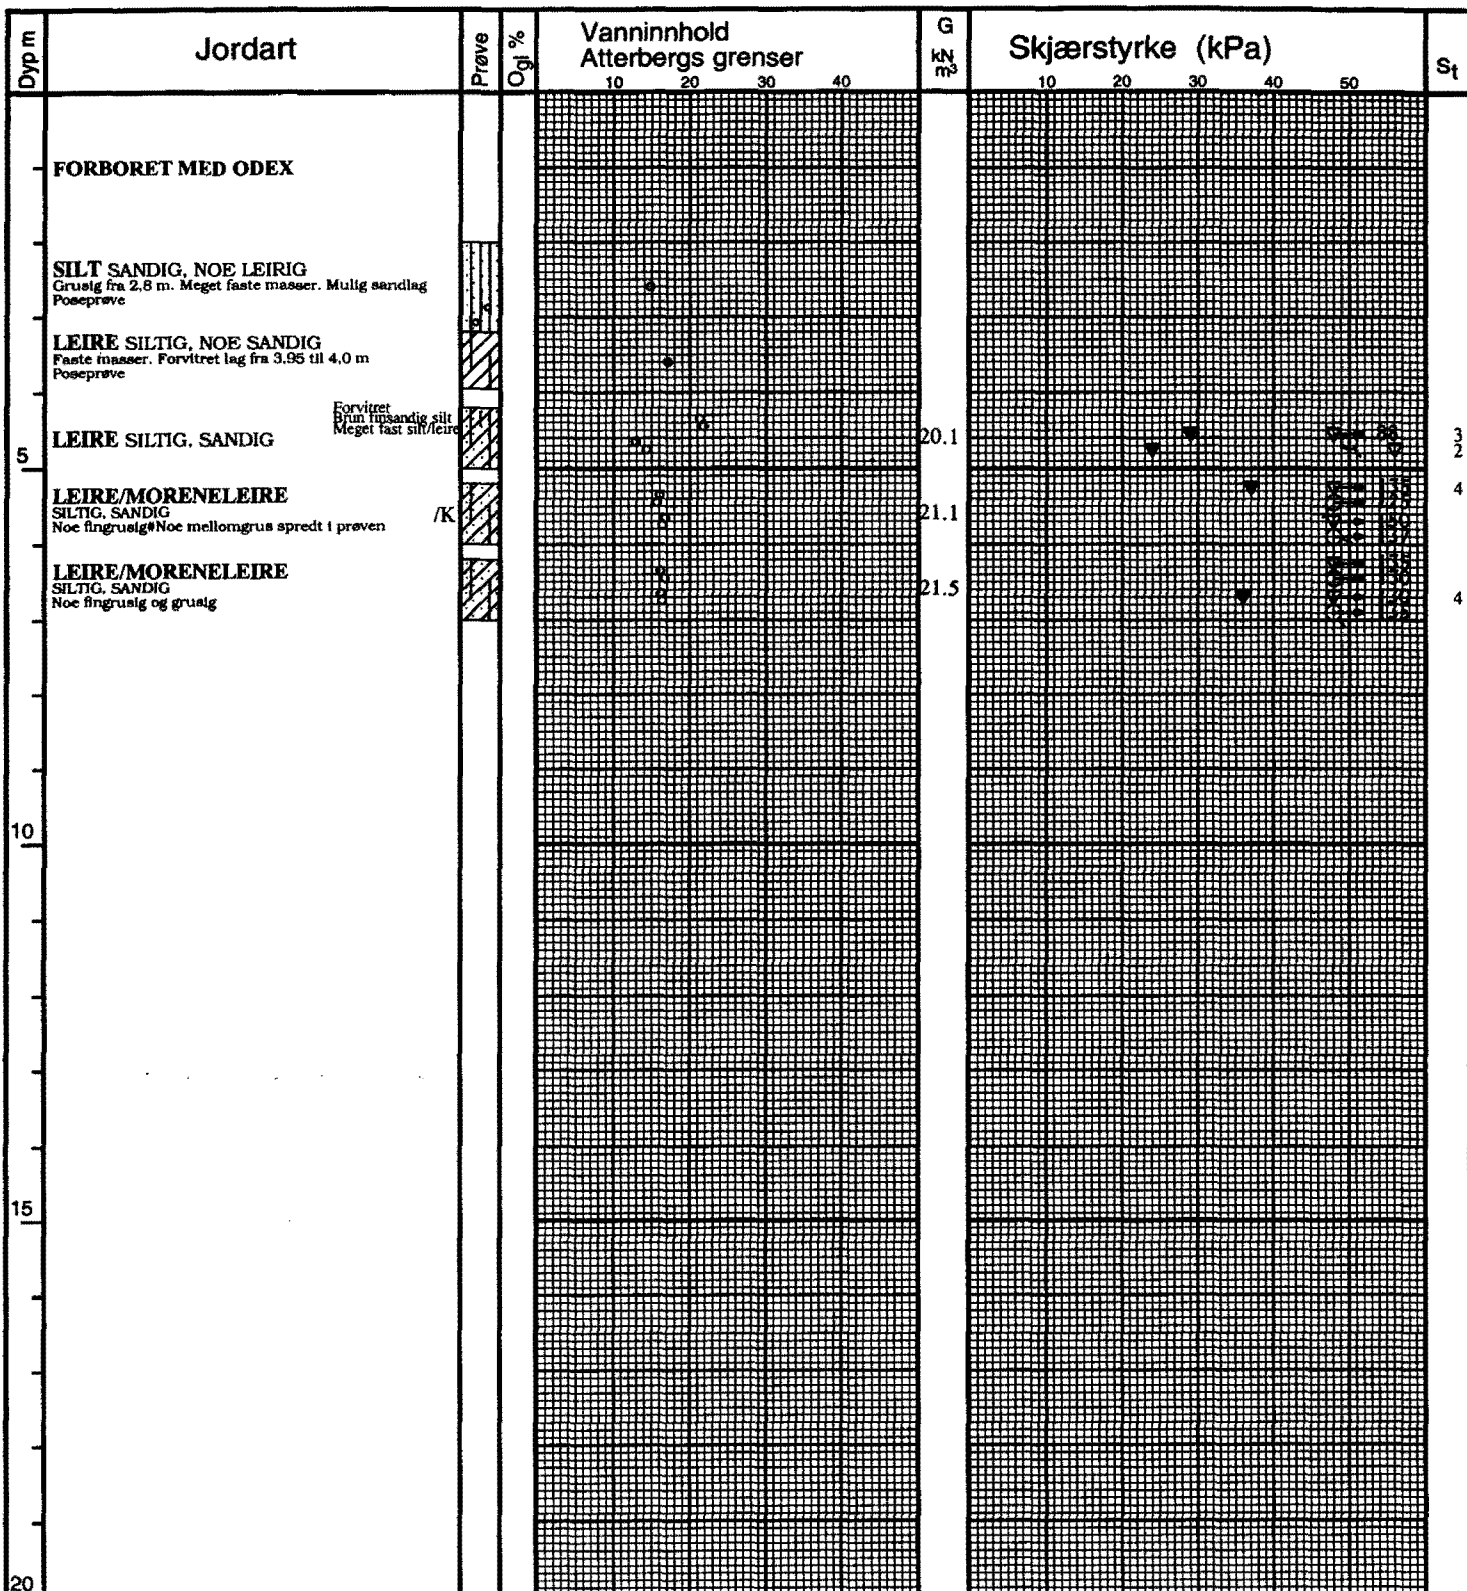 Dyp m
Jordart
Prøve
Ogl %
Vanninnhold
Atterbergs grenser
10 20 30 40
G
kN
m³
Skjærstyrke (kPa)
10 20 30 40 50
St
FORBORET MED ODEX
SILT SANDIG, NOE LEIRIG
Grusig fra 2,8 m. Meget faste masser. Mulig sandlag
Poseprøve
LEIRE SILTIG, NOE SANDIG
Faste masser. Forvitret lag fra 3,95 til 4,0 m
Poseprøve
Forvitret
Brun finsandig silt
Meget fast silt/leire
LEIRE SILTIG, SANDIG
20.1
3
2
5
LEIRE/MORENELEIRE
SILTIG, SANDIG
Noe fingrusig#Noe mellomgrus spredt i prøven
/K
21.1
4
LEIRE/MORENELEIRE
SILTIG, SANDIG
Noe fingrusig og grusig
21.5
4
10
15
20